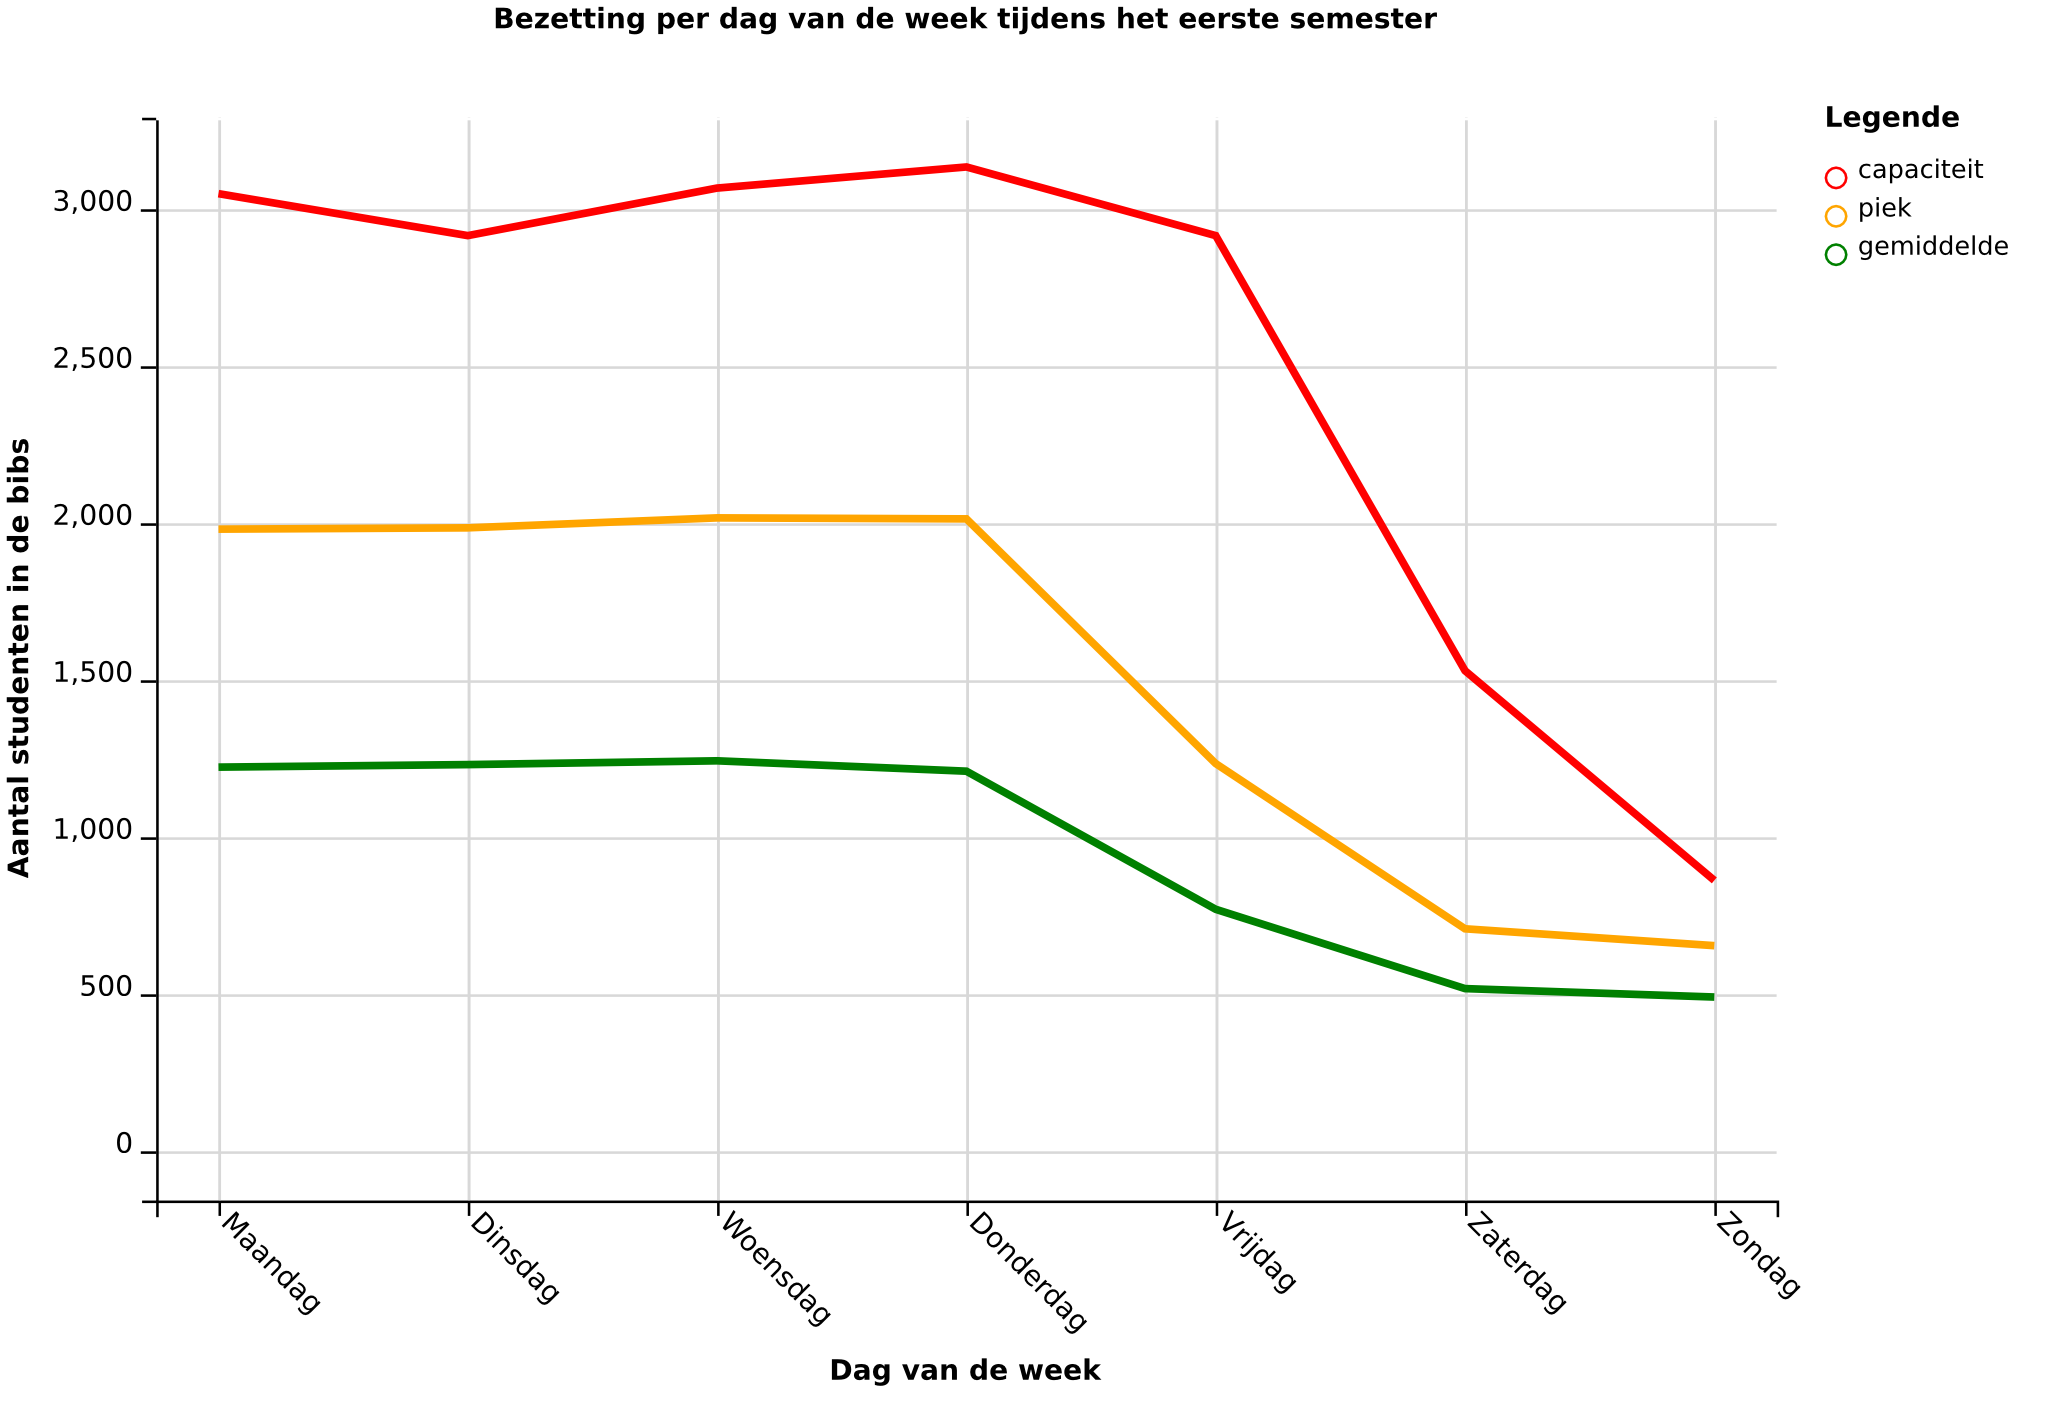 Bezetting per dag van de week tijdens het eerste semester
Legende
capaciteit
piek
gemiddelde
Aantal studenten in de bibs
3,000
2,500
2,000
1,500
1,000
500
0
Maandag
Dinsdag
Woensdag
Donderdag
Vrijdag
Zaterdag
Zondag
Dag van de week